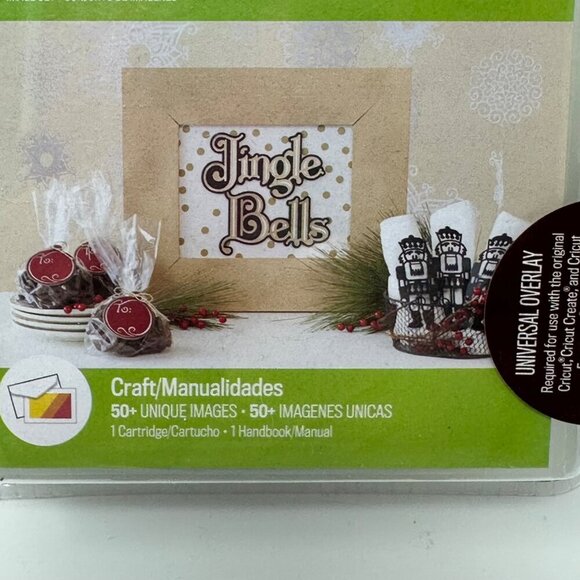 Jingle
Bells
TO:
TO:
UNIVERSAL OVERLAY
Required for use with the original
Cricut,® Cricut Create,® and Cricut
Craft/Manualidades
50+ UNIQUE IMAGES • 50+ IMAGENES UNICAS
1 Cartridge/Cartucho • 1 Handbook/Manual